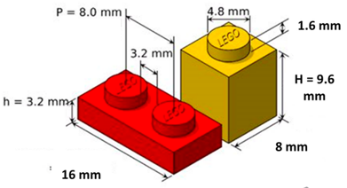 P = 8.0 mm
4.8 mm
1.6 mm
3.2 mm
LEGO
H = 9.6
mm
h = 3.2 mm
8 mm
16 mm